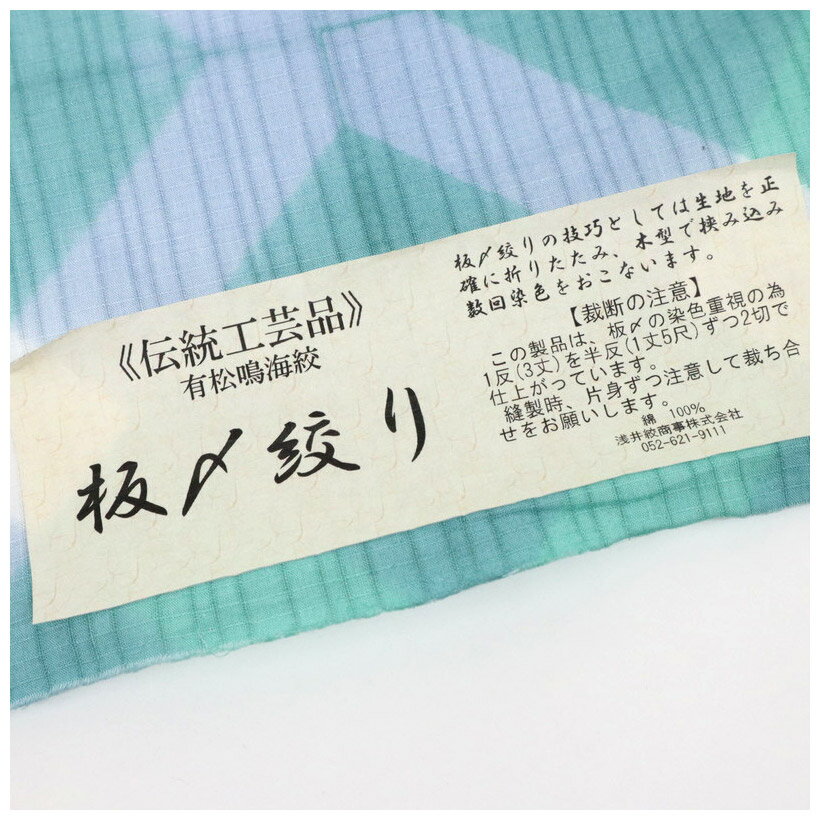 《伝統工芸品》
有松鳴海絞
板〆絞り
板〆絞りの技巧としては生地を正
確に折りたたみ、木型で挟み込み
数回染色をおこないます。
【裁断の注意】
この製品は、板〆の染色重視の為
1反(3丈)を半反(1丈5尺)ずつ2切で
仕上がっています。
縫製時、片身ずつ注意して裁ち合
せをお願いします。
綿 100%
浅井絞商事株式会社
052-621-9111